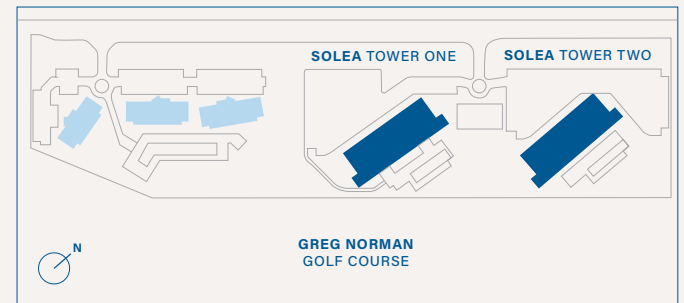 SOLEA TOWER ONE
SOLEA TOWER TWO
N
GREG NORMAN
GOLF COURSE